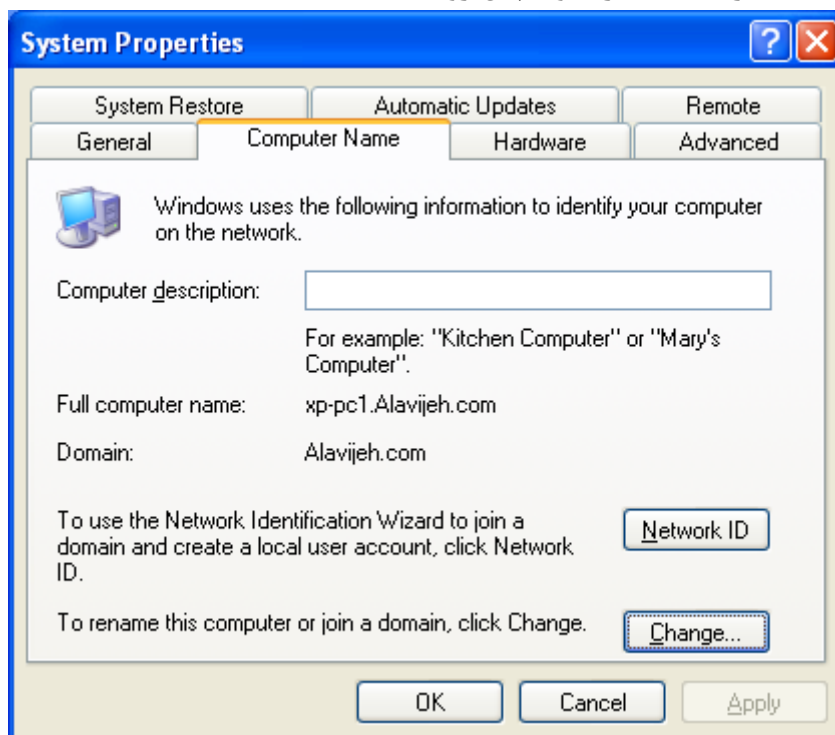 System Properties
System Restore
Automatic Updates
Remote
General
Computer Name
Hardware
Advanced
Windows uses the following information to identify your computer
on the network.
Computer description:
For example: "Kitchen Computer" or "Mary's
Computer".
Full computer name: xp-pc1.Alavijeh.com
Domain: Alavijeh.com
To use the Network Identification Wizard to join a
domain and create a local user account, click Network
ID.
Network ID
To rename this computer or join a domain, click Change.
Change...
OK
Cancel
Apply